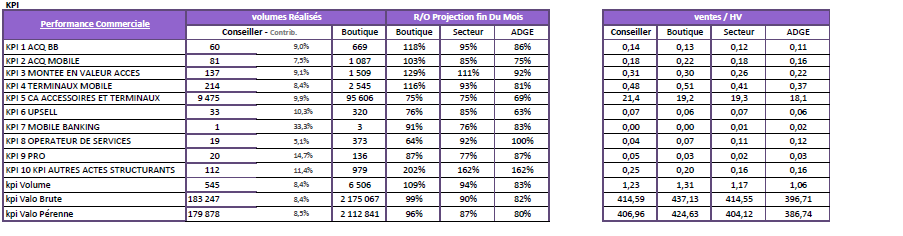 KPI
volumes Réalisés R/O Projection fin Du Mois ventes / HV
Performance Commerciale Conseiller - Contrib. Boutique Boutique Secteur ADGE Conseiller Boutique Secteur ADGE
KPI 1 ACQ BB 60 9,0% 669 118% 95% 86% 0,14 0,13 0,12 0,11
KPI 2 ACQ MOBILE 81 7,5% 1 087 103% 85% 75% 0,18 0,22 0,18 0,16
KPI 3 MONTEE EN VALEUR ACCES 137 9,1% 1 509 129% 111% 92% 0,31 0,30 0,26 0,22
KPI 4 TERMINAUX MOBILE 214 8,4% 2 545 116% 93% 81% 0,48 0,51 0,41 0,37
KPI 5 CA ACCESSOIRES ET TERMINAUX 9 475 9,9% 95 606 75% 75% 69% 21,4 19,2 19,3 18,1
KPI 6 UPSELL 33 10,3% 320 76% 85% 63% 0,07 0,06 0,07 0,06
KPI 7 MOBILE BANKING 1 33,3% 3 91% 76% 83% 0,00 0,00 0,01 0,02
KPI 8 OPERATEUR DE SERVICES 19 5,1% 373 64% 92% 100% 0,04 0,07 0,11 0,12
KPI 9 PRO 20 14,7% 136 87% 77% 87% 0,05 0,03 0,02 0,03
KPI 10 KPI AUTRES ACTES STRUCTURANTS 112 11,4% 979 202% 162% 162% 0,25 0,20 0,16 0,16
kpi Volume 545 8,4% 6 506 109% 94% 83% 1,23 1,31 1,17 1,06
kpi Valo Brute 183 247 8,4% 2 175 067 99% 90% 82% 414,59 437,13 414,55 396,71
kpi Valo Pérenne 179 878 8,5% 2 112 841 96% 87% 80% 406,96 424,63 404,12 386,74